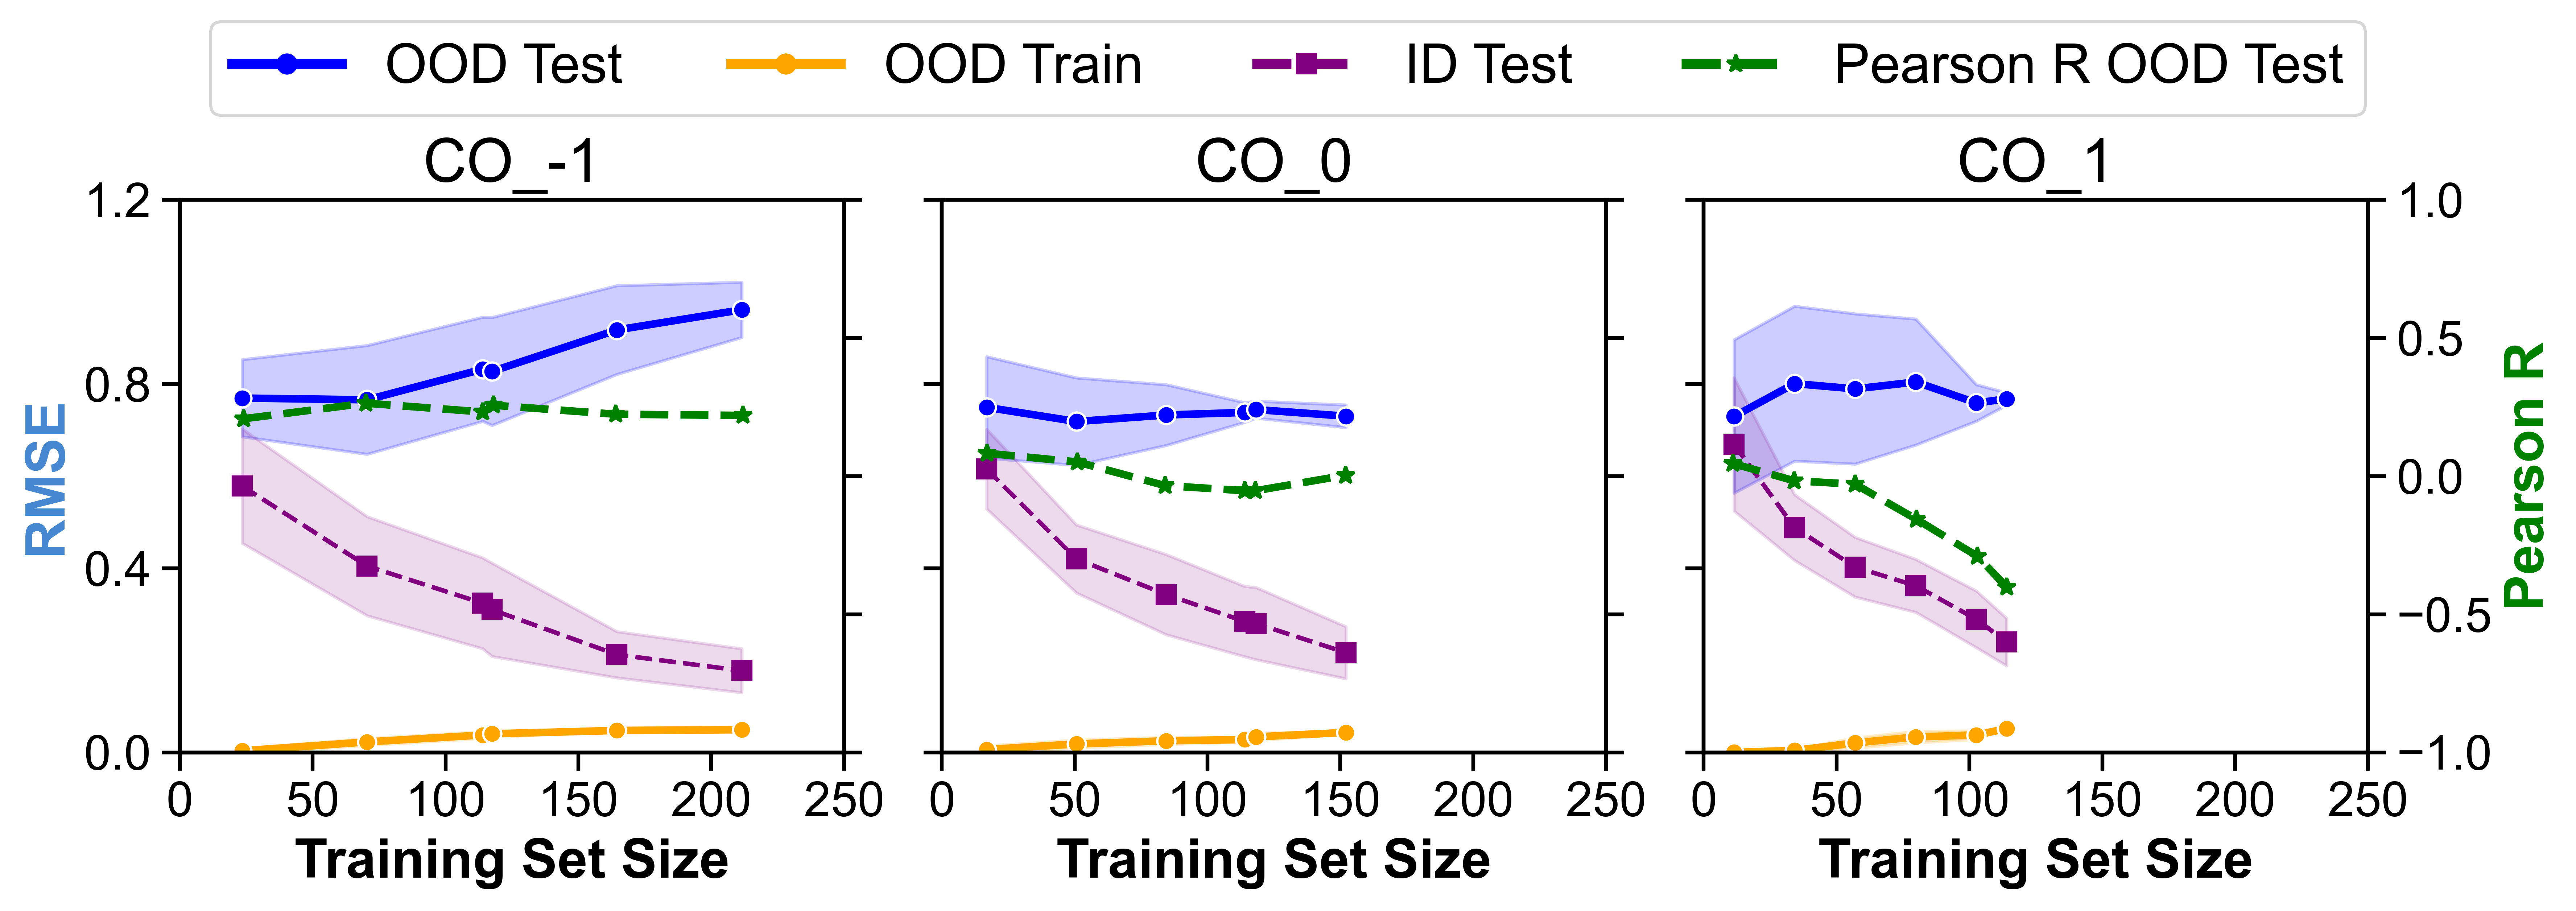 OOD Test OOD Train ID Test Pearson R OOD Test
CO_-1 CO_0 CO_1
1.2 1.0
0.5
0.8
RMSE 0.0 Pearson R
0.4
−0.5
0.0 −1.0
0 50 100 150 200 250 0 50 100 150 200 250 0 50 100 150 200 250
Training Set Size Training Set Size Training Set Size